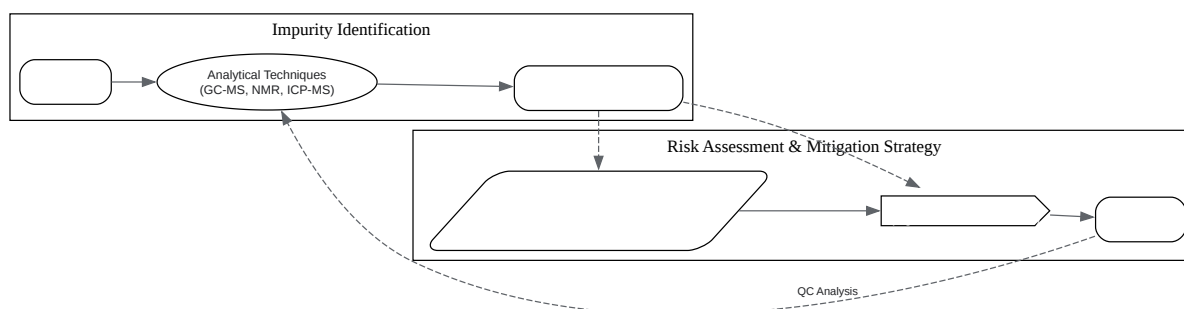 Impurity Identification
Analytical Techniques
(GC-MS, NMR, ICP-MS)
Risk Assessment & Mitigation Strategy
QC Analysis